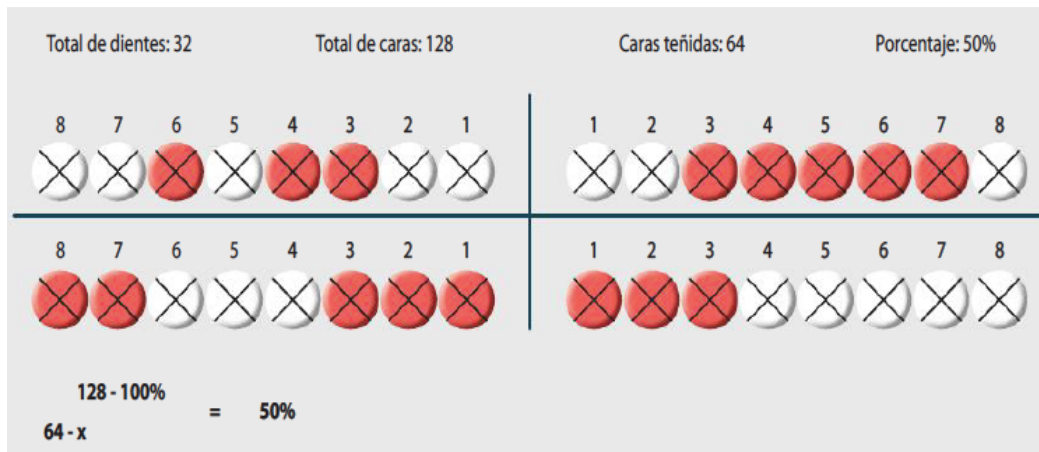 Total de dientes: 32 Total de caras: 128 Caras teñidas: 64 Porcentaje: 50%
8 7 6 5 4 3 2 1 1 2 3 4 5 6 7 8
8 7 6 5 4 3 2 1 1 2 3 4 5 6 7 8
128 - 100%
= 50%
64 - x